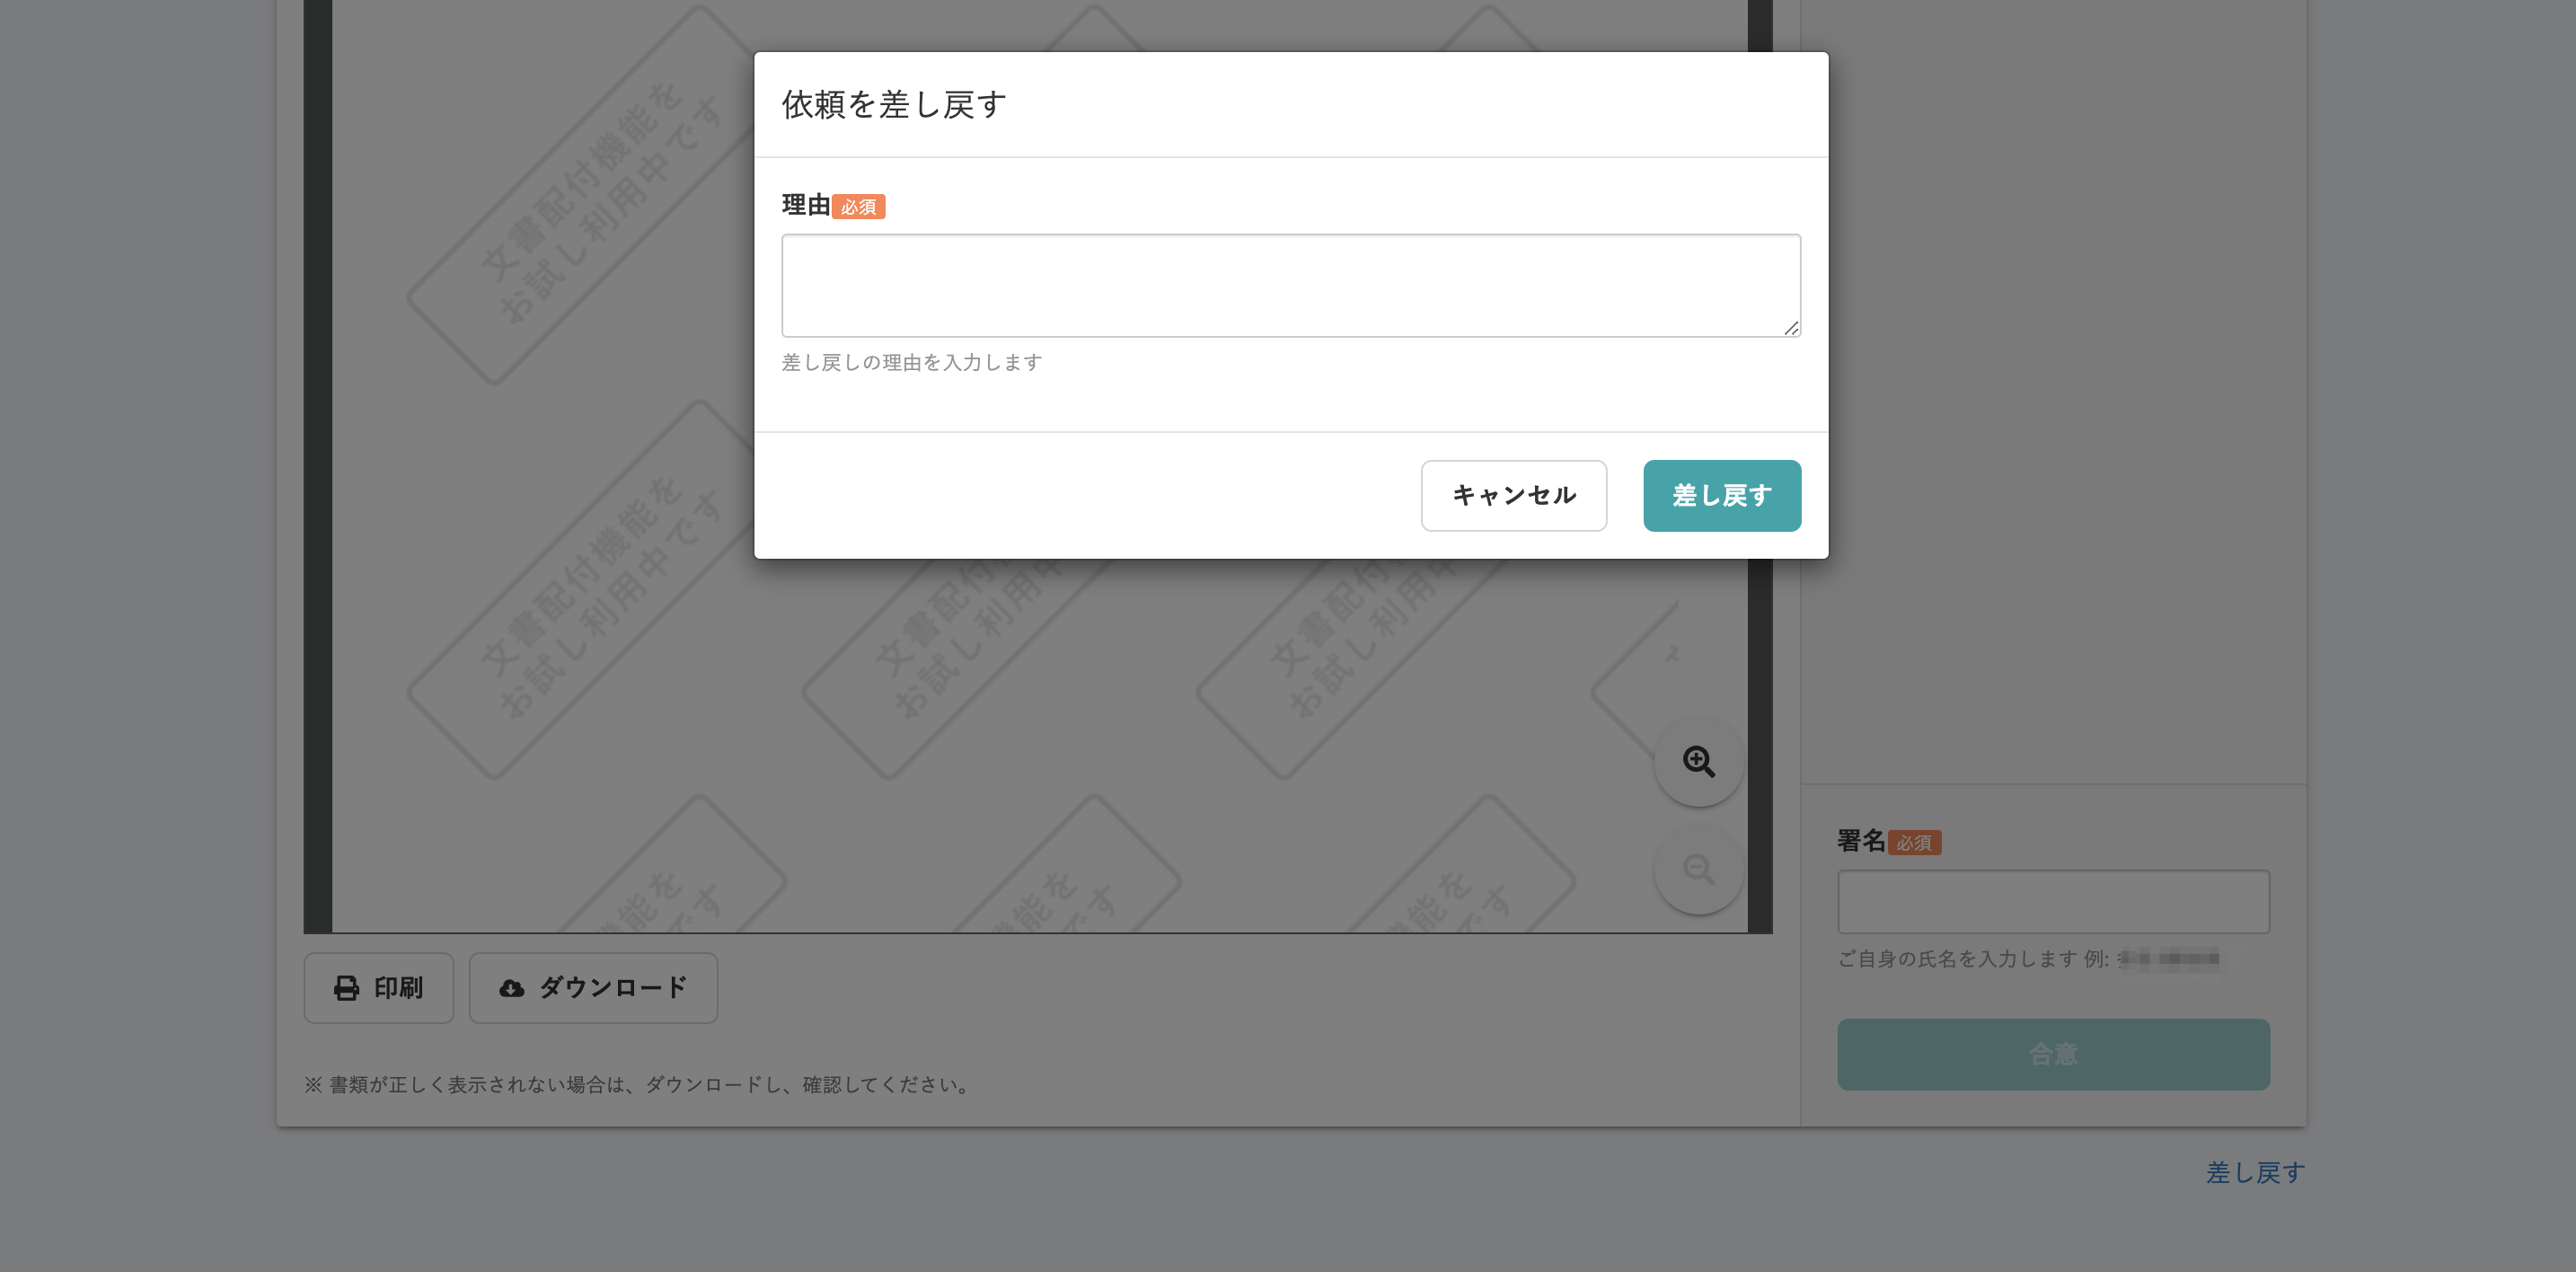 依頼を差し戻す
理由 必須
差し戻しの理由を入力します
キャンセル
差し戻す
文書配付機能を
お試し利用中です
文書配付機能を
お試し利用中です
文書配付
お試し利用中
文書配付
お試し利用中
能を
です
能を
です
能を
です
署名 必須
ご自身の氏名を入力します 例:
合意
印刷
ダウンロード
※ 書類が正しく表示されない場合は、ダウンロードし、確認してください。
差し戻す